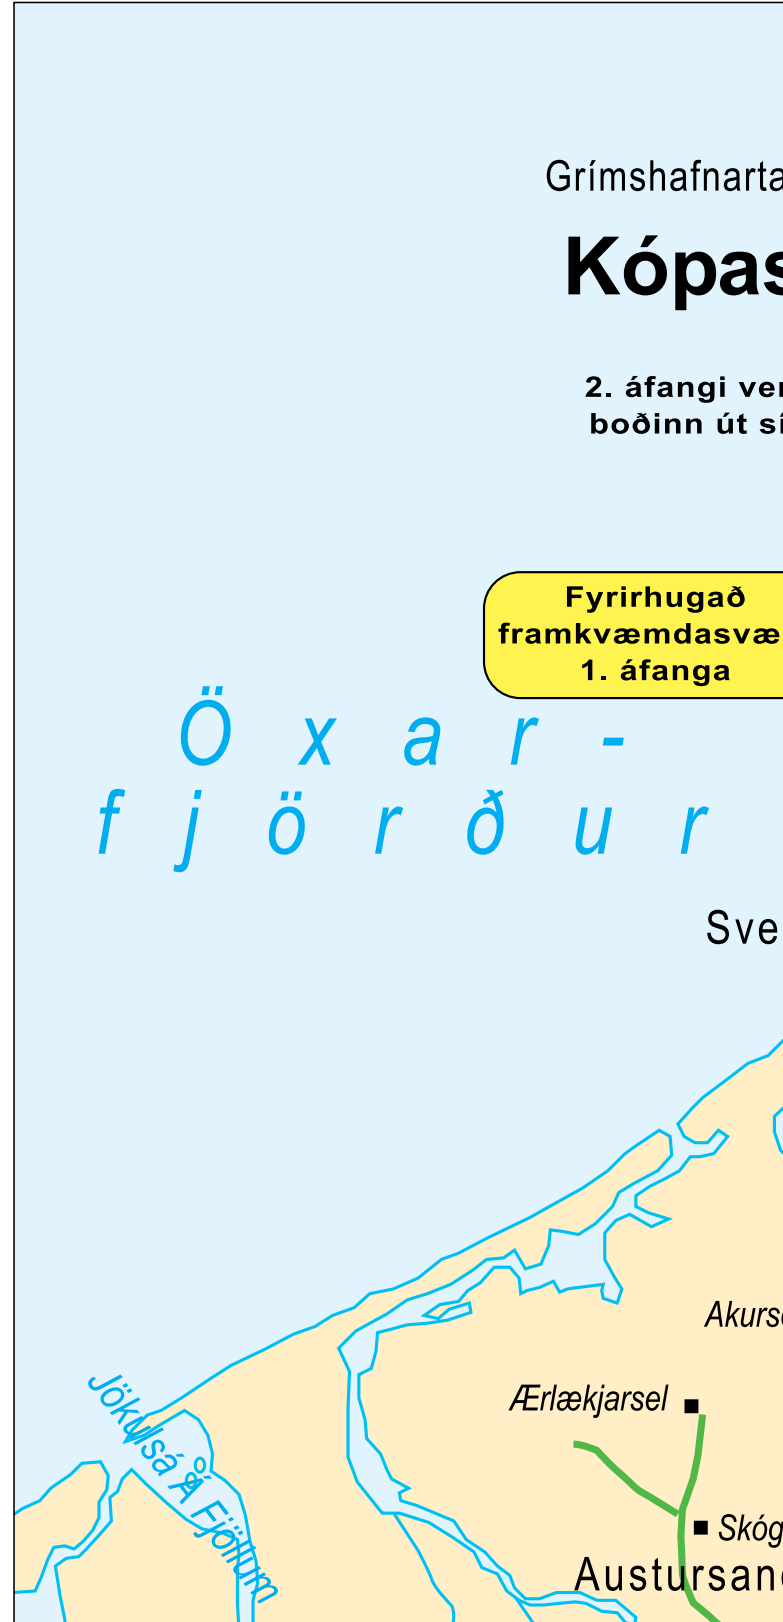 Grímshafnarta
Kópas
2. áfangi ver
boðinn út sí
Fyrirhugað
framkvæmdasvæ
1. áfanga
Öxar-
fjörður
Sve
Akurs
Ærlækjarsel
Jökulsá Á Fjöllum
Skóg
Austursand